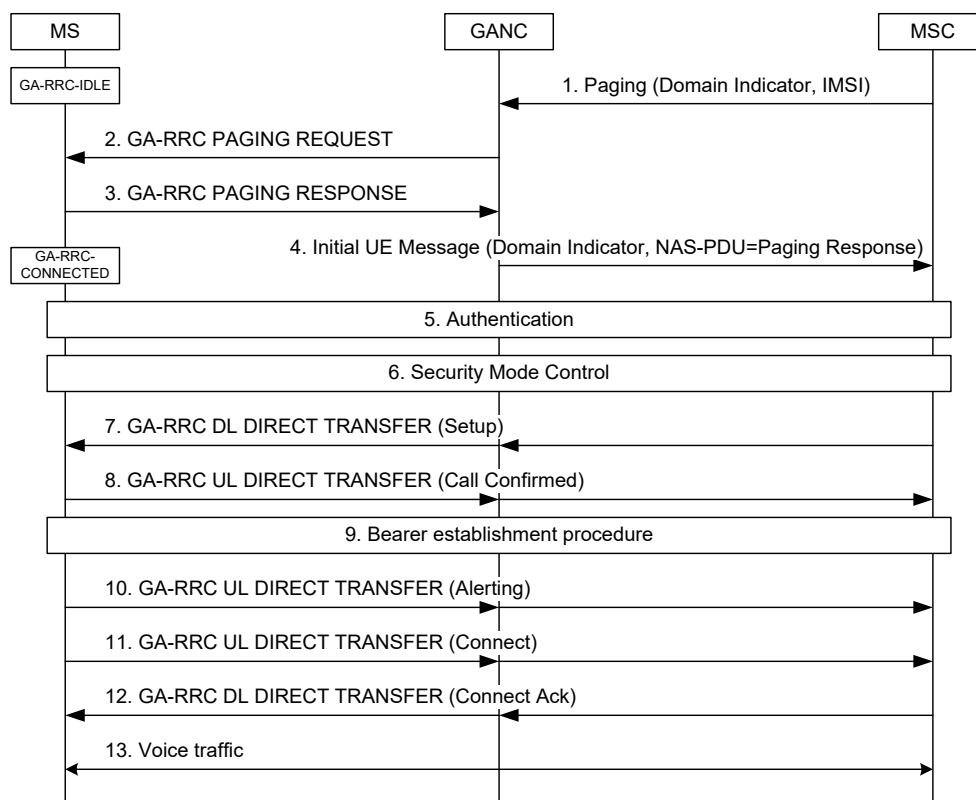 MS
GANC
MSC
GA-RRC-IDLE
1. Paging (Domain Indicator, IMSI)
2. GA-RRC PAGING REQUEST
3. GA-RRC PAGING RESPONSE
GA-RRC-
CONNECTED
4. Initial UE Message (Domain Indicator, NAS-PDU=Paging Response)
5. Authentication
6. Security Mode Control
7. GA-RRC DL DIRECT TRANSFER (Setup)
8. GA-RRC UL DIRECT TRANSFER (Call Confirmed)
9. Bearer establishment procedure
10. GA-RRC UL DIRECT TRANSFER (Alerting)
11. GA-RRC UL DIRECT TRANSFER (Connect)
12. GA-RRC DL DIRECT TRANSFER (Connect Ack)
13. Voice traffic